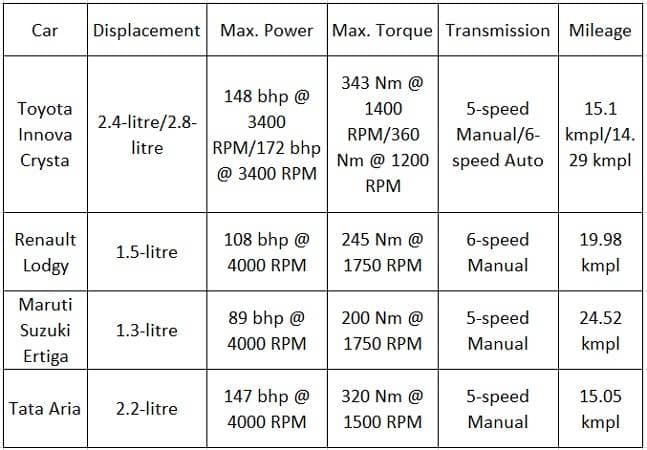 Car Displacement Max. Power Max. Torque Transmission Mileage
Toyota
Innova
Crysta
2.4-litre/2.8-
litre
148 bhp @
3400
RPM/172 bhp
@ 3400 RPM
343 Nm @
1400
RPM/360
Nm @ 1200
RPM
5-speed
Manual/6-
speed Auto
15.1
kmpl/14.
29 kmpl
Renault
Lodgy
1.5-litre
108 bhp @
4000 RPM
245 Nm @
1750 RPM
6-speed
Manual
19.98
kmpl
Maruti
Suzuki
Ertiga
1.3-litre
89 bhp @
4000 RPM
200 Nm @
1750 RPM
5-speed
Manual
24.52
kmpl
Tata Aria
2.2-litre
147 bhp @
4000 RPM
320 Nm @
1500 RPM
5-speed
Manual
15.05
kmpl